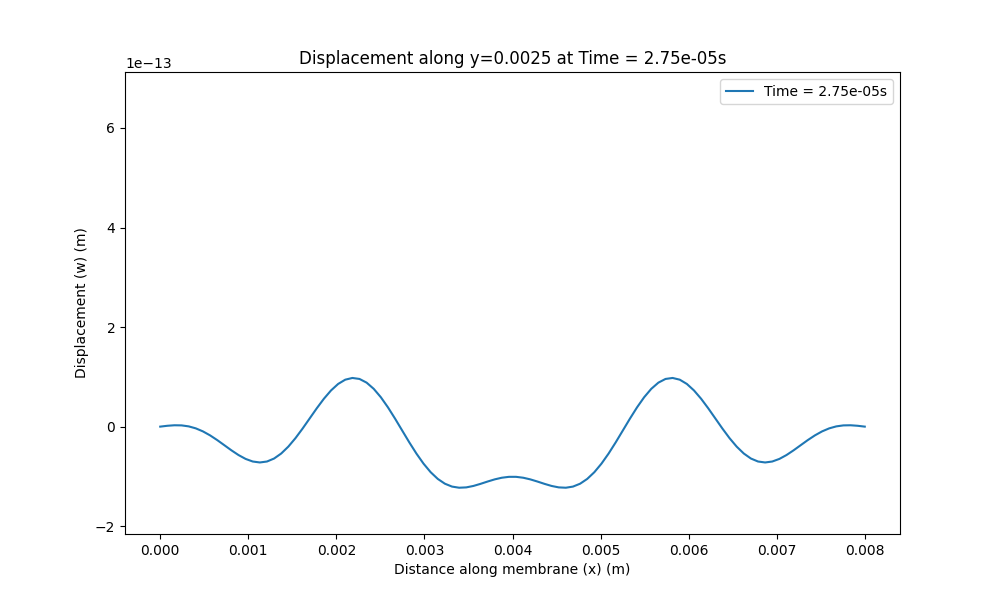 Displacement along y=0.0025 at Time = 2.75e-05s
1e−13
Time = 2.75e-05s
6
4
2
0
−2
Displacement (w) (m)
0.000 0.001 0.002 0.003 0.004 0.005 0.006 0.007 0.008
Distance along membrane (x) (m)